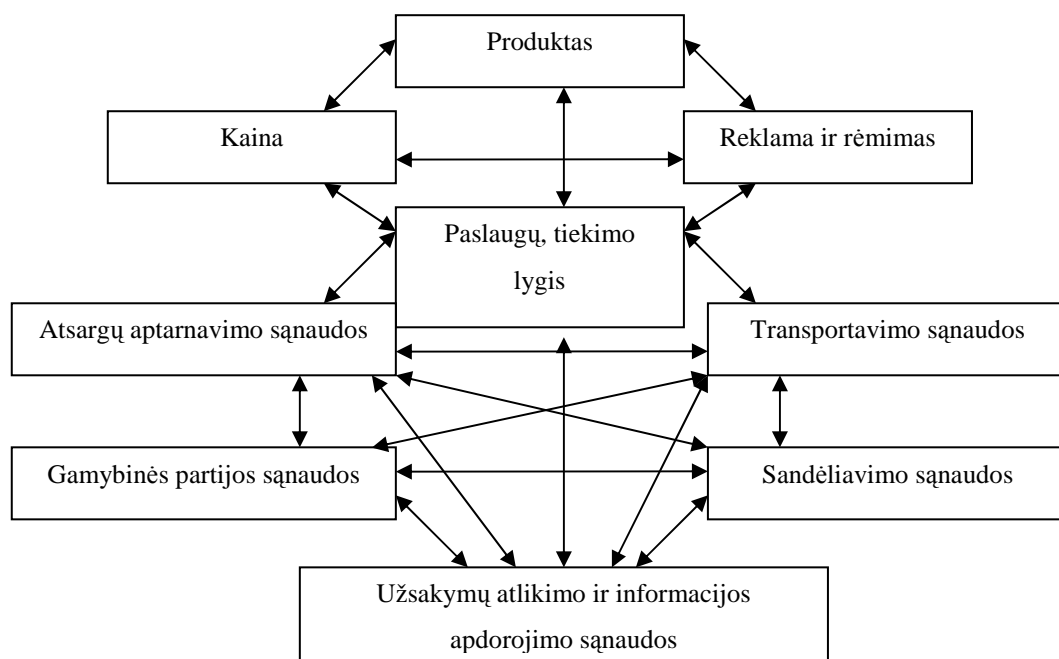 Produktas
Kaina
Reklama ir rėmimas
Paslaugų, tiekimo
lygis
Atsargų aptarnavimo sąnaudos
Transportavimo sąnaudos
Gamybinės partijos sąnaudos
Sandėliavimo sąnaudos
Užsakymų atlikimo ir informacijos
apdorojimo sąnaudos